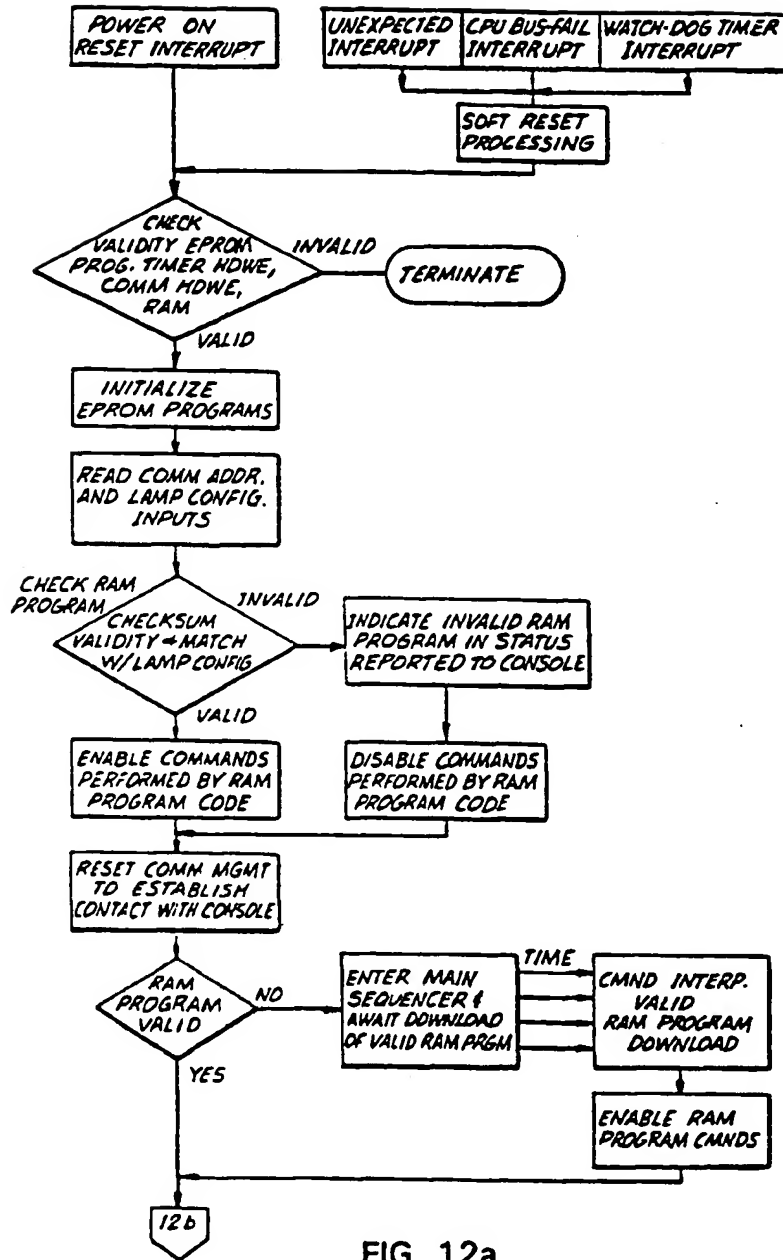 POWER ON
RESET INTERRUPT
UNEXPECTED
INTERRUPT
CPU BUS-FAIL
INTERRUPT
WATCH-DOG TIMER
INTERRUPT
SOFT RESET
PROCESSING
CHECK
VALIDITY EPROM
PROG. TIMER HDWE,
COMM HDWE,
RAM
INVALID
TERMINATE
VALID
INITIALIZE
EPROM PROGRAMS
READ COMM ADDR.
AND LAMP CONFIG.
INPUTS
CHECK RAM
PROGRAM
CHECKSUM
VALIDITY + MATCH
W/LAMP CONFIG
INVALID
INDICATE INVALID RAM
PROGRAM IN STATUS
REPORTED TO CONSOLE
VALID
ENABLE COMMANDS
PERFORMED BY RAM
PROGRAM CODE
DISABLE COMMANDS
PERFORMED BY RAM
PROGRAM CODE
RESET COMM MGMT
TO ESTABLISH
CONTACT WITH CONSOLE
RAM
PROGRAM
VALID
NO
ENTER MAIN
SEQUENCER &
AWAIT DOWNLOAD
OF VALID RAM PRGM
TIME
CMND INTERP.
VALID
RAM PROGRAM
DOWNLOAD
YES
ENABLE RAM
PROGRAM CMNDS
12b
FIG. 12a